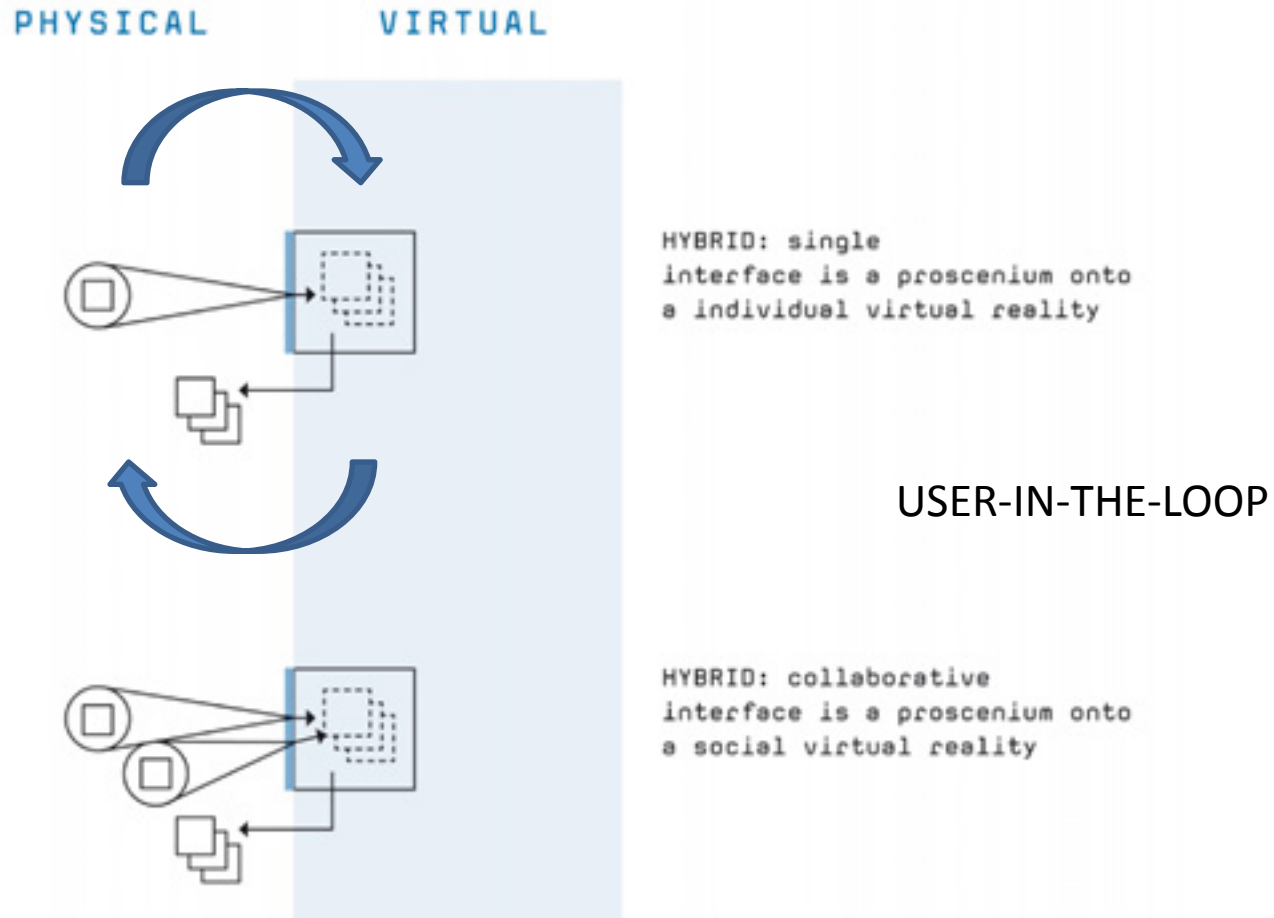 PHYSICAL VIRTUAL
HYBRID: single
interface is a proscenium onto
a individual virtual reality
USER-IN-THE-LOOP
HYBRID: collaborative
interface is a proscenium onto
a social virtual reality